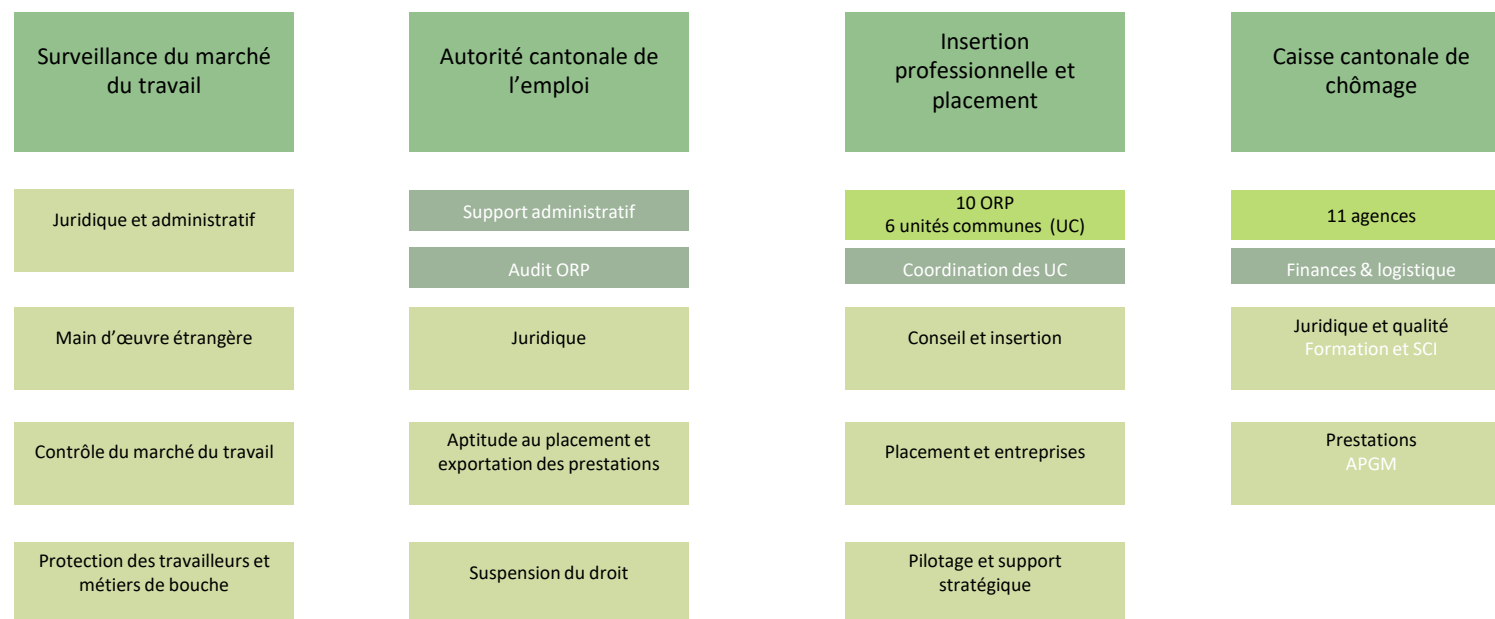 Surveillance du marché
du travail
Autorité cantonale de
l’emploi
Insertion
professionnelle et
placement
Caisse cantonale de
chômage
Juridique et administratif
Support administratif
Audit ORP
10 ORP
6 unités communes (UC)
Coordination des UC
11 agences
Finances & logistique
Main d’œuvre étrangère
Juridique
Conseil et insertion
Juridique et qualité
Formation et SCI
Contrôle du marché du travail
Aptitude au placement et
exportation des prestations
Placement et entreprises
Prestations
APGM
Protection des travailleurs et
métiers de bouche
Suspension du droit
Pilotage et support
stratégique